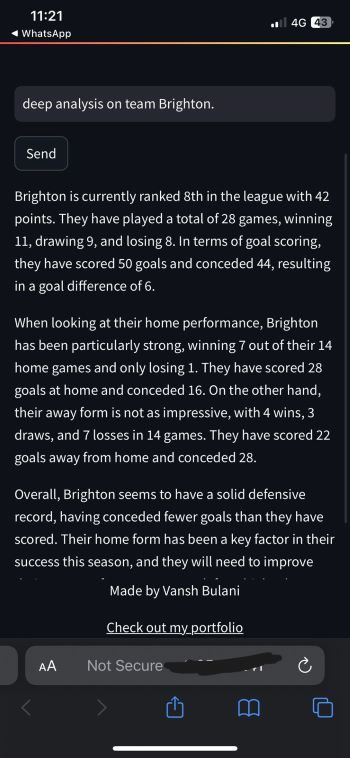 11:21
4G 43
◀ WhatsApp
deep analysis on team Brighton.
Send
Brighton is currently ranked 8th in the league with 42
points. They have played a total of 28 games, winning
11, drawing 9, and losing 8. In terms of goal scoring,
they have scored 50 goals and conceded 44, resulting
in a goal difference of 6.
When looking at their home performance, Brighton
has been particularly strong, winning 7 out of their 14
home games and only losing 1. They have scored 28
goals at home and conceded 16. On the other hand,
their away form is not as impressive, with 4 wins, 3
draws, and 7 losses in 14 games. They have scored 22
goals away from home and conceded 28.
Overall, Brighton seems to have a solid defensive
record, having conceded fewer goals than they have
scored. Their home form has been a key factor in their
success this season, and they will need to improve
Made by Vansh Bulani
Check out my portfolio
AA Not Secure